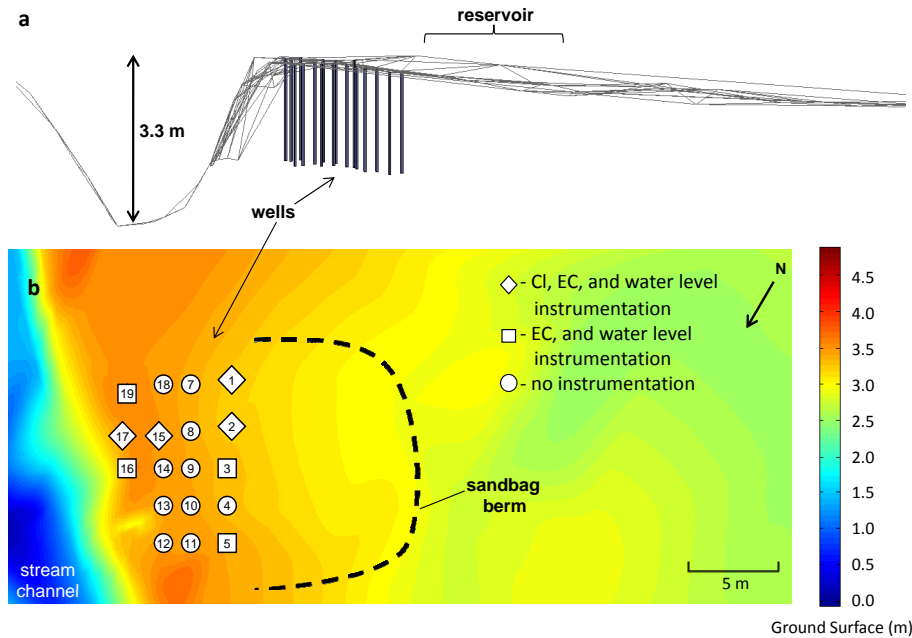 a
reservoir
3.3 m
wells
b
N
- Cl, EC, and water level
instrumentation
- EC, and water level
instrumentation
- no instrumentation
19 18 7 1
17 15 8 2
16 14 9 3
13 10 4
12 11 5
sandbag
berm
stream
channel
5 m
4.5
4.0
3.5
3.0
2.5
2.0
1.5
1.0
0.0
Ground Surface (m)